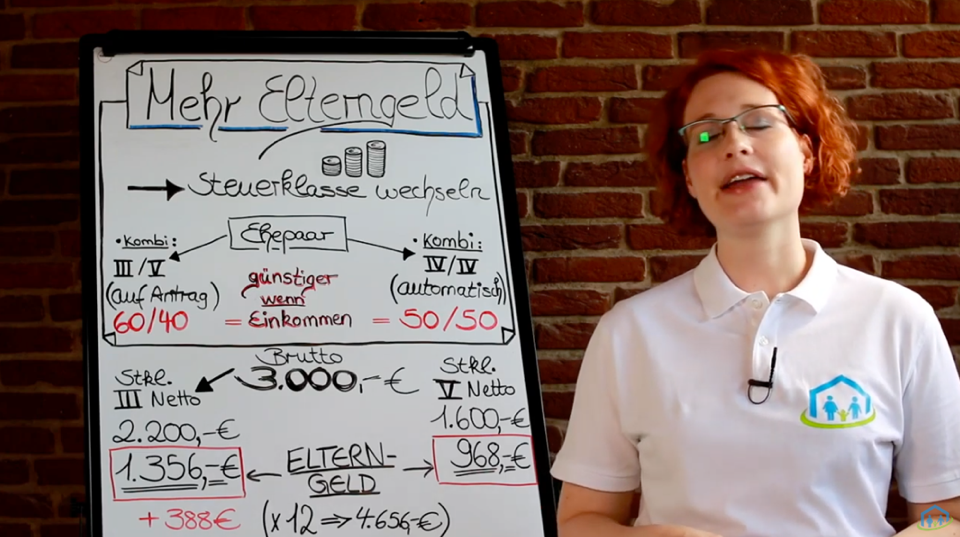 Mehr Elterngeld
Steuerklasse wechseln
Ehepaar
• Kombi:
III/V
(auf Antrag)
60/40
günstiger
wenn
= Einkommen =
• Kombi:
IV/IV
(automatisch)
50/50
Brutto
3.000,-€
Stkl.
III Netto
2.200,-€
1.356,-€
+ 388€
Stkl.
V Netto
1.600,-€
968,-€
ELTERN-
GELD
(x12 => 4.656,-€)